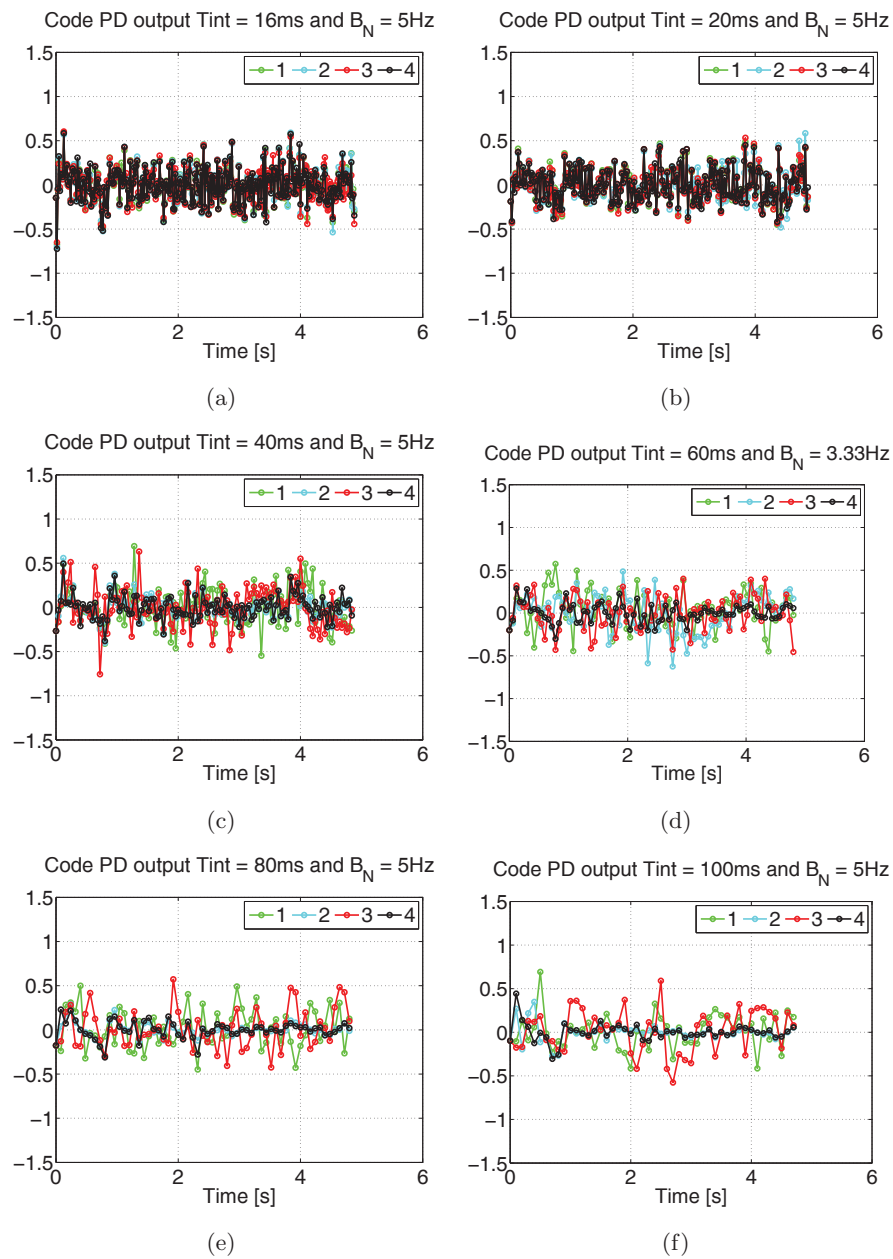 Code PD output Tint = 16ms and B_N = 5Hz
1 2 3 4
1.5
1
0.5
0
−0.5
−1
−1.5
0 2 4 6
Time [s]
(a)
Code PD output Tint = 20ms and B_N = 5Hz
1 2 3 4
1.5
1
0.5
0
−0.5
−1
−1.5
0 2 4 6
Time [s]
(b)
Code PD output Tint = 40ms and B_N = 5Hz
1 2 3 4
1.5
1
0.5
0
−0.5
−1
−1.5
0 2 4 6
Time [s]
(c)
Code PD output Tint = 60ms and B_N = 3.33Hz
1 2 3 4
1.5
1
0.5
0
−0.5
−1
−1.5
0 2 4 6
Time [s]
(d)
Code PD output Tint = 80ms and B_N = 5Hz
1 2 3 4
1.5
1
0.5
0
−0.5
−1
−1.5
0 2 4 6
Time [s]
(e)
Code PD output Tint = 100ms and B_N = 5Hz
1 2 3 4
1.5
1
0.5
0
−0.5
−1
−1.5
0 2 4 6
Time [s]
(f)